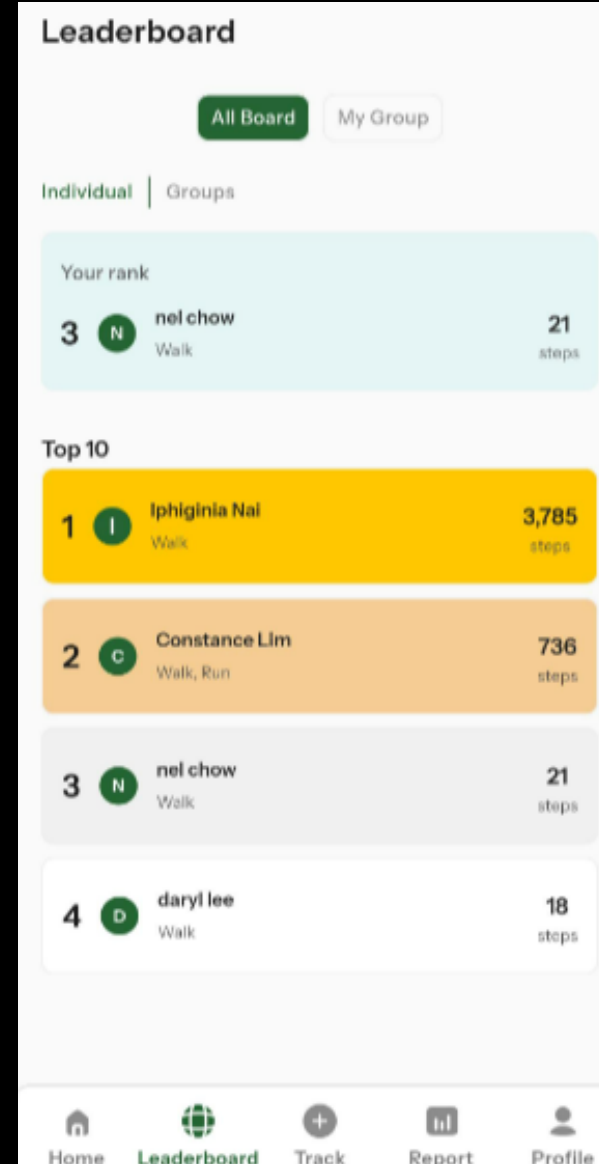 Leaderboard
All Board My Group
Individual Groups
Your rank
3 N nel chow 21
Walk steps
Top 10
1 I Iphiginia Nai 3,785
Walk steps
2 C Constance Lim 736
Walk, Run steps
3 N nel chow 21
Walk steps
4 D daryl lee 18
Walk steps
Home Leaderboard Track Report Profile